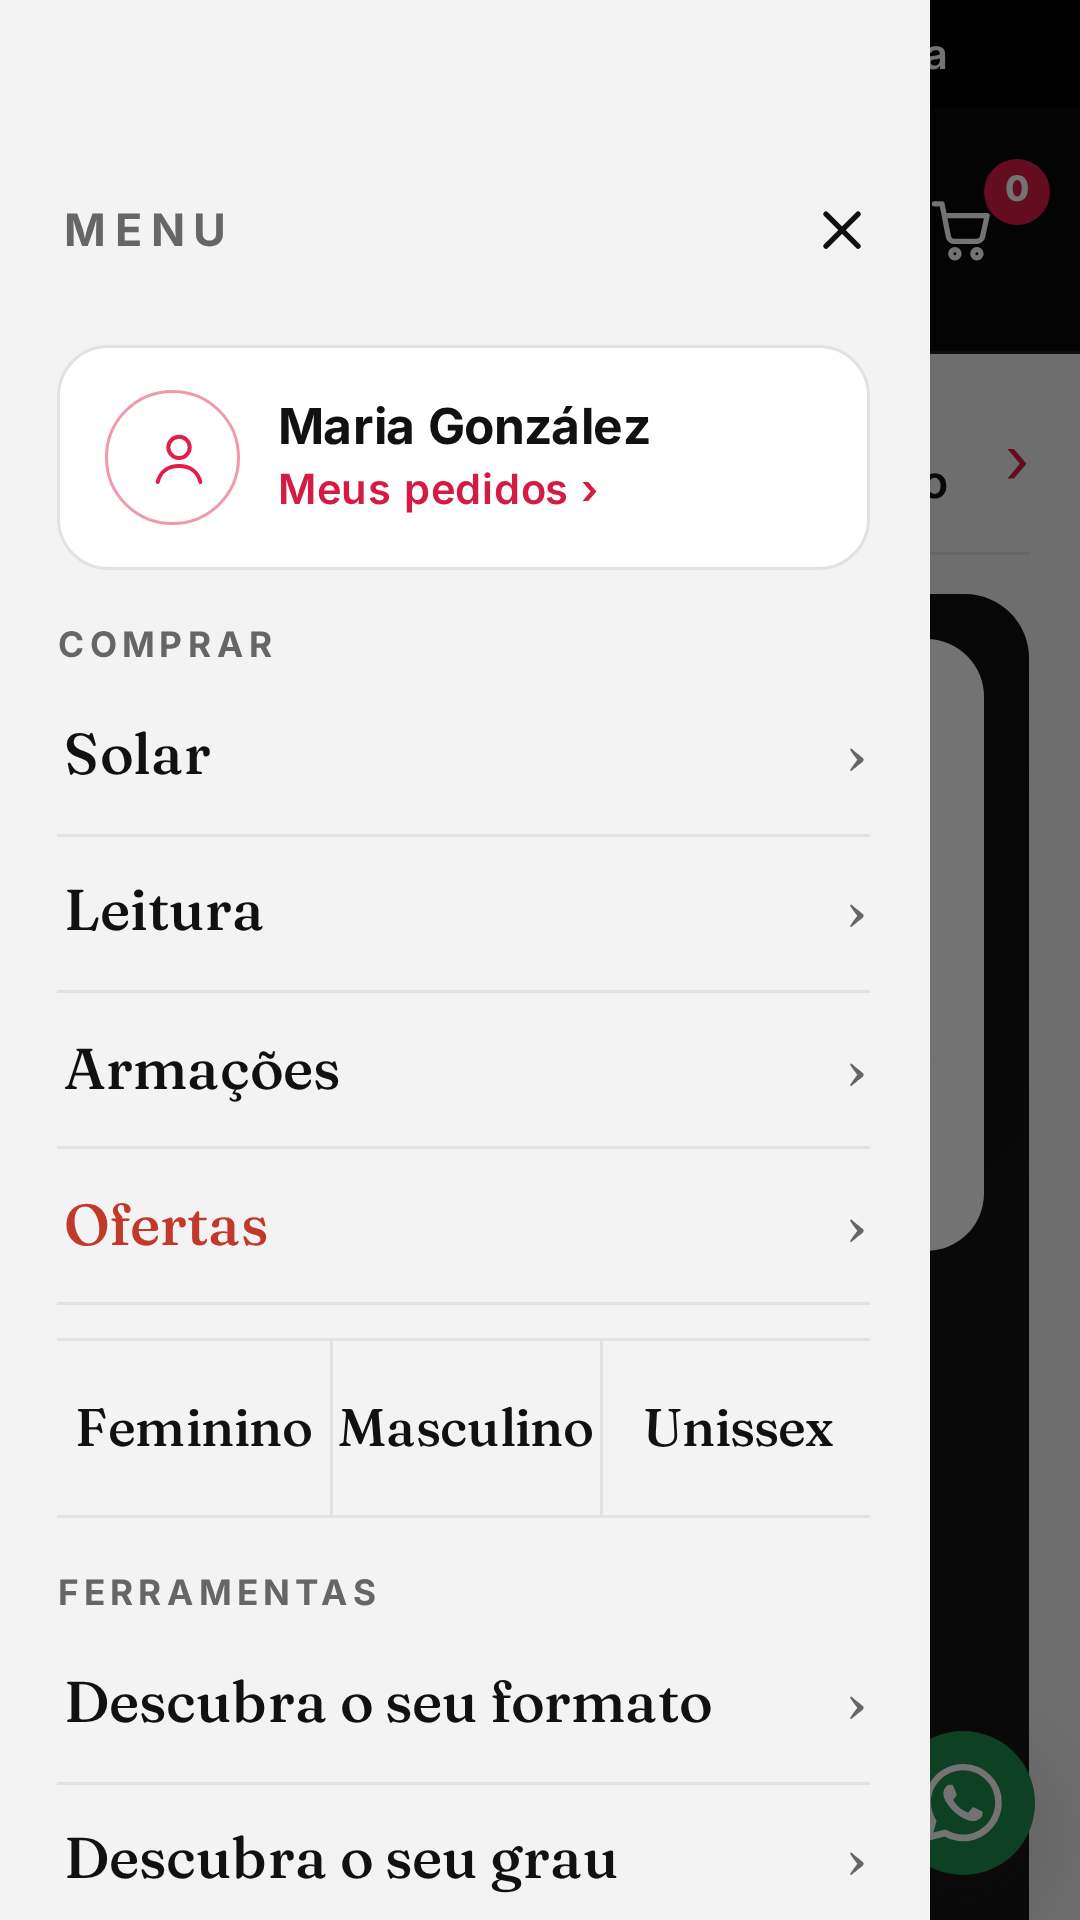 a
MENU
0
Maria González
Meus pedidos ›
o
COMPRAR
Solar ›
Leitura ›
Armações ›
Ofertas ›
Feminino Masculino Unissex
FERRAMENTAS
Descubra o seu formato ›
Descubra o seu grau ›